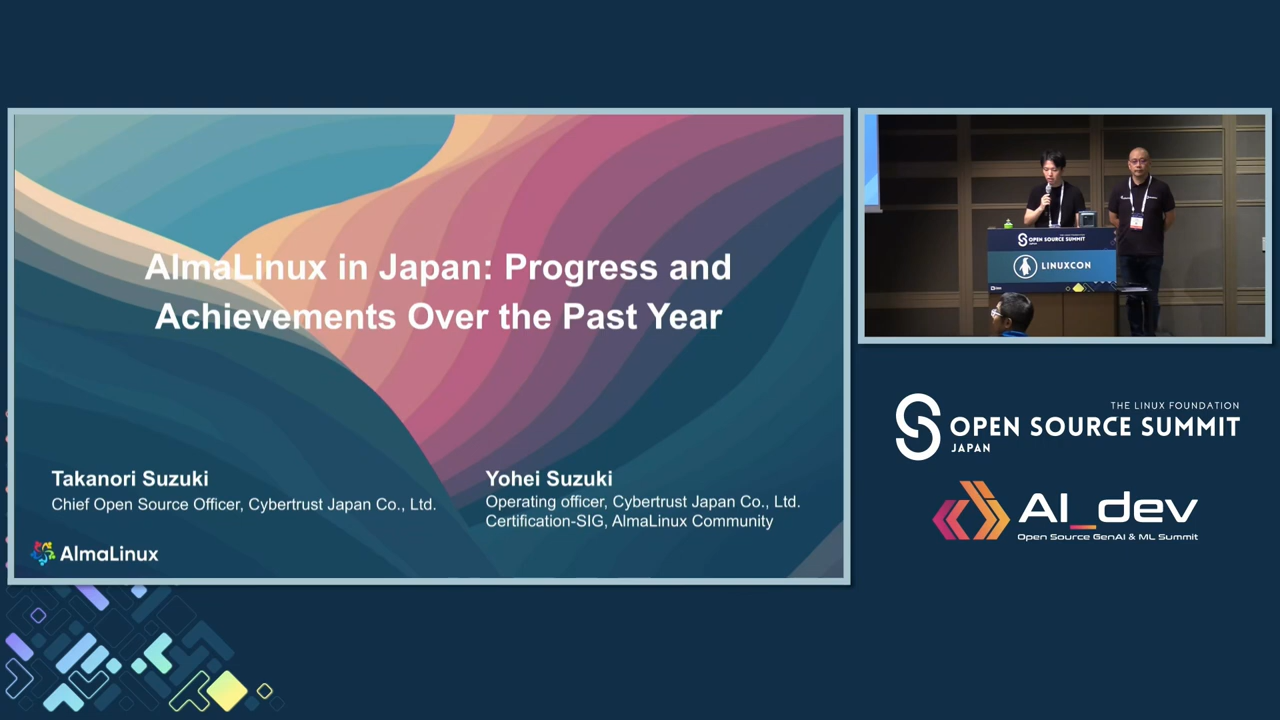 AlmaLinux in Japan: Progress and
Achievements Over the Past Year
Takanori Suzuki
Chief Open Source Officer, Cybertrust Japan Co., Ltd.
Yohei Suzuki
Operating officer, Cybertrust Japan Co., Ltd.
Certification-SIG, AlmaLinux Community
AlmaLinux
OPEN SOURCE SUMMIT
LINUXCON
THE LINUX FOUNDATION
OPEN SOURCE SUMMIT
JAPAN
AI_dev
Open Source GenAI & ML Summit